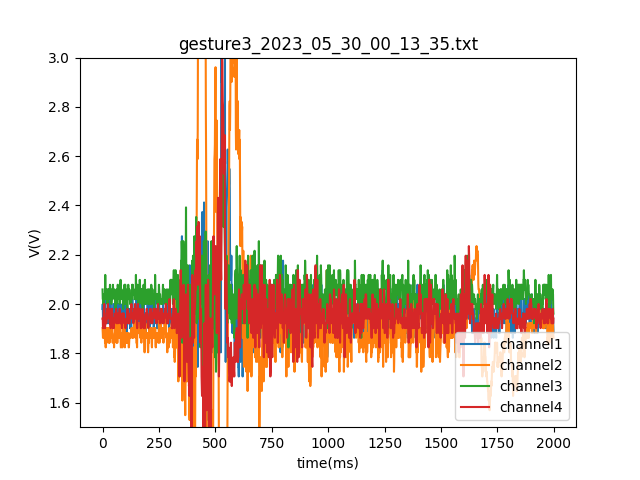 gesture3_2023_05_30_00_13_35.txt
3.0
2.8
2.6
2.4
2.2
2.0
1.8
1.6
V(V)
channel1
channel2
channel3
channel4
0 250 500 750 1000 1250 1500 1750 2000
time(ms)